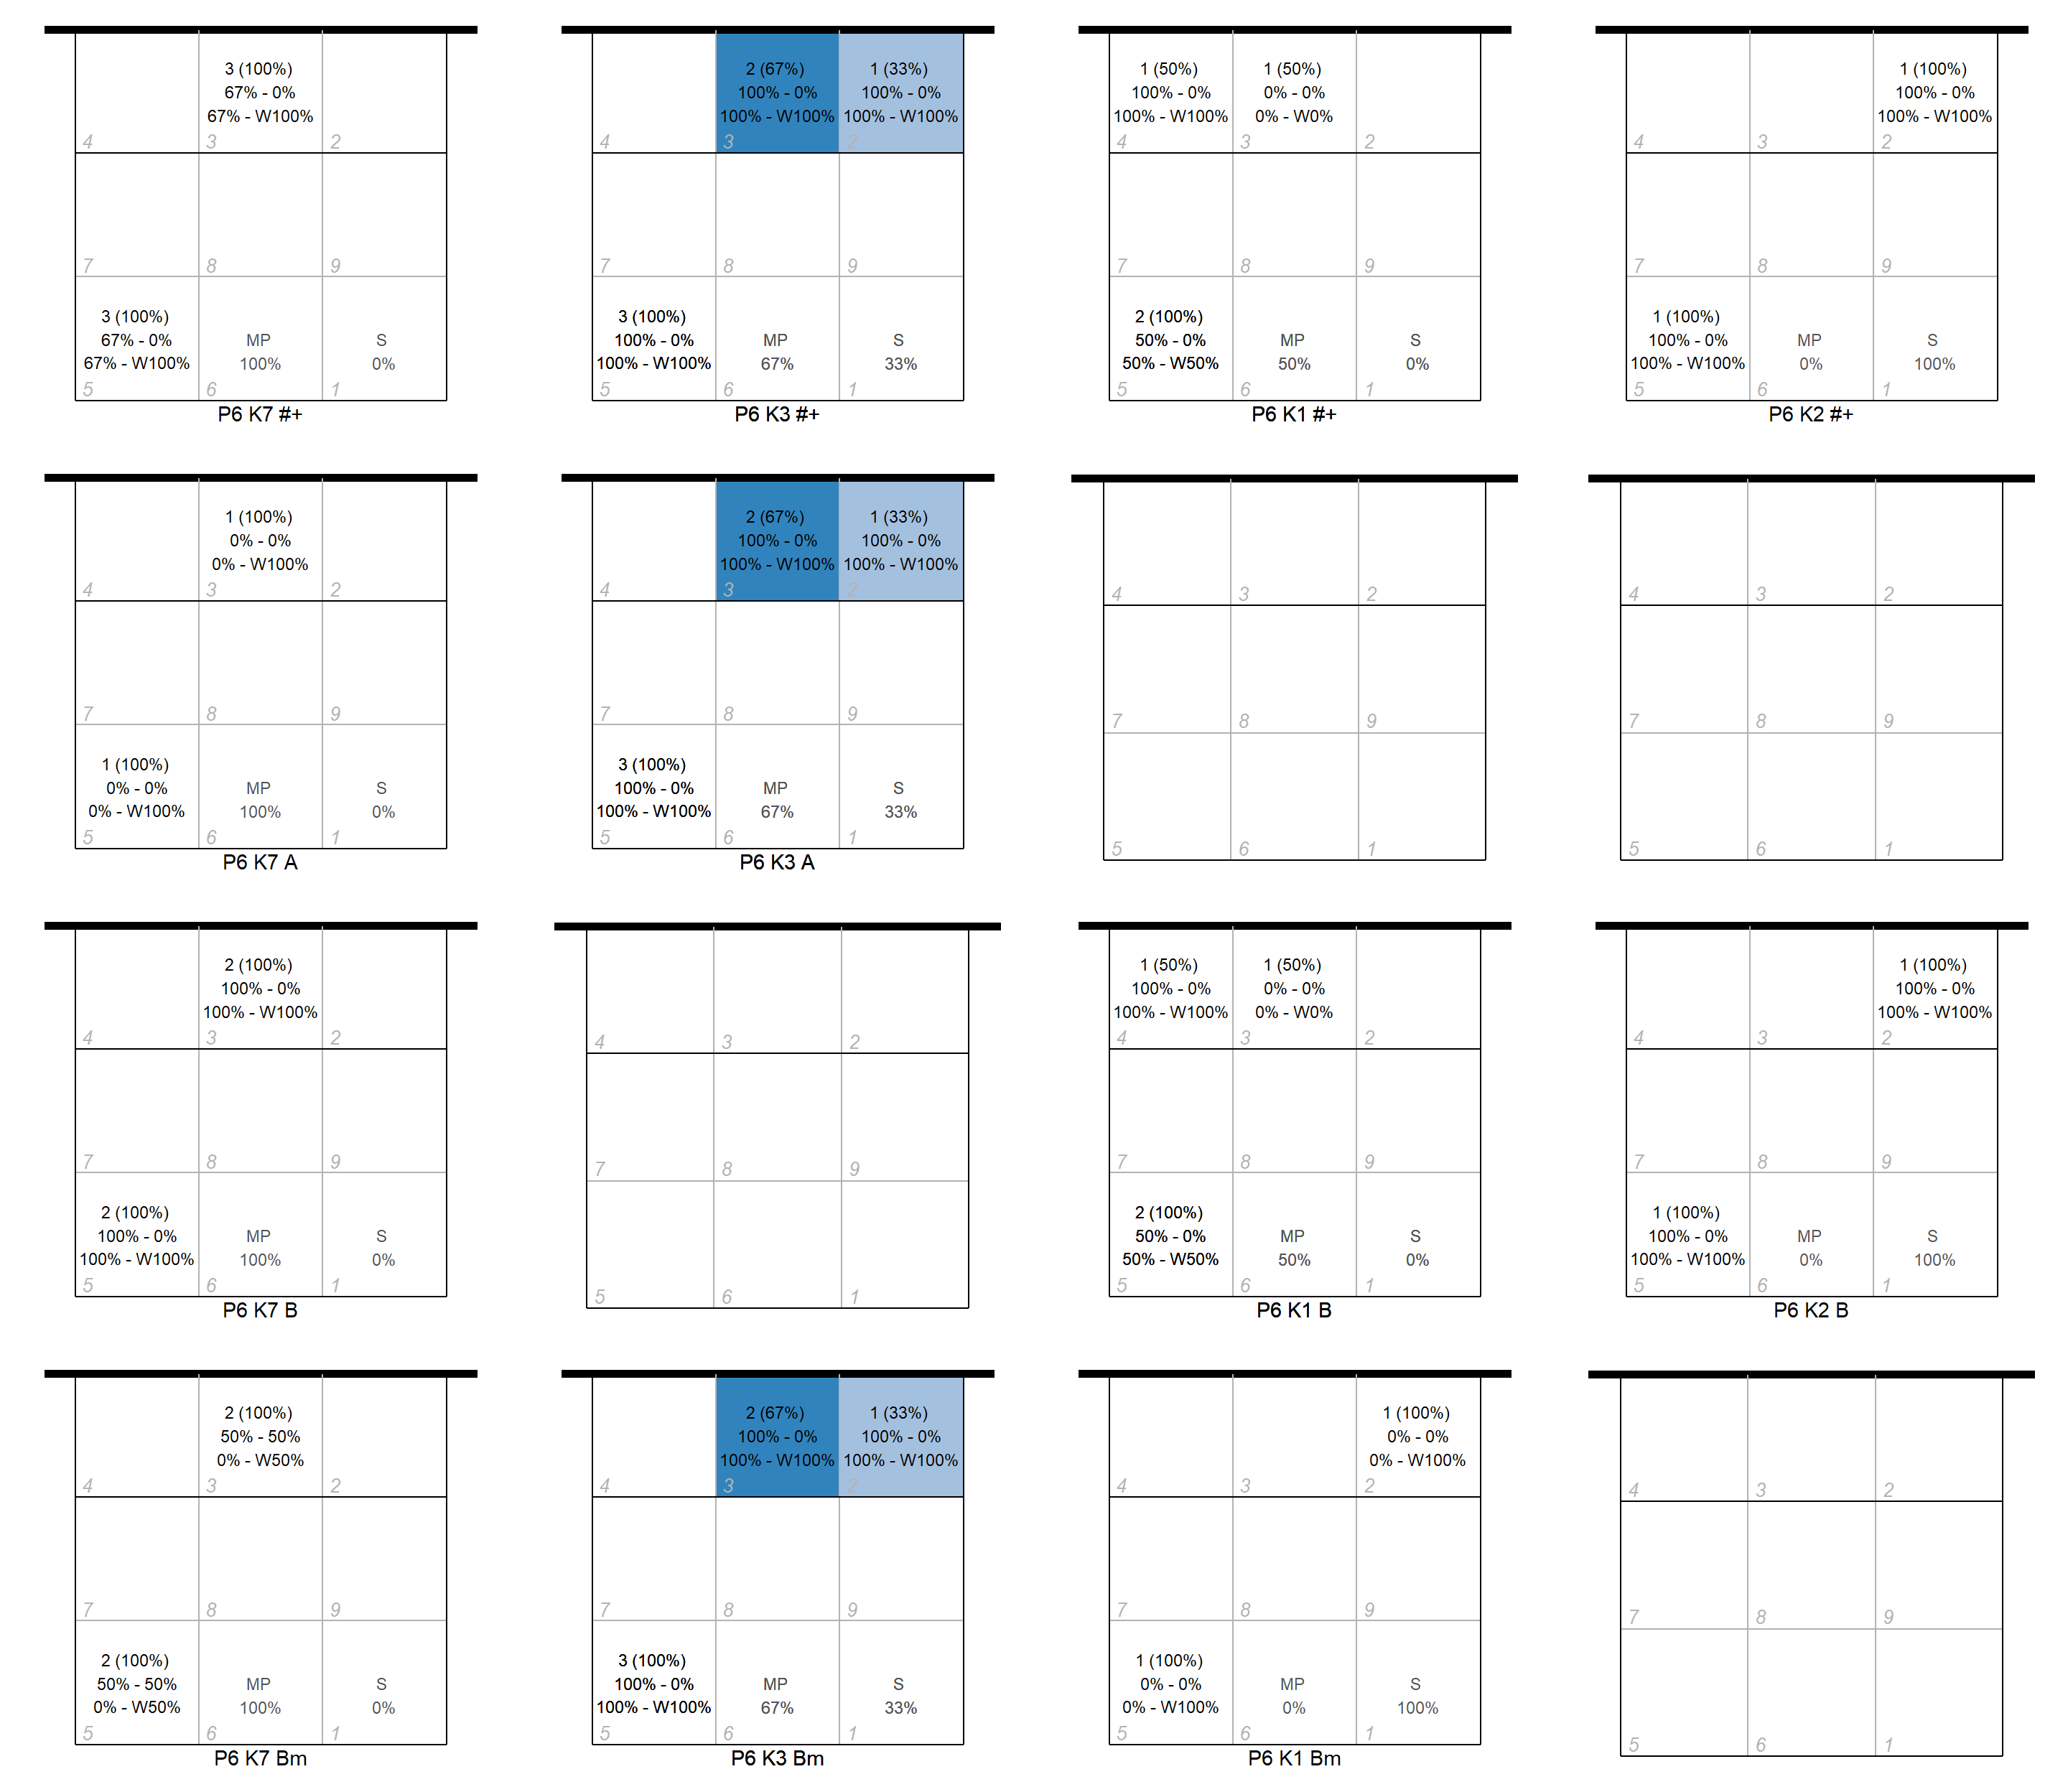 3 (100%)
67% - 0%
67% - W100%
4 3 2
7 8 9
3 (100%)
67% - 0% MP S
67% - W100% 100% 0%
5 6 1
P6 K7 #+
2 (67%) 1 (33%)
100% - 0% 100% - 0%
100% - W100% 100% - W100%
4 3 2
7 8 9
3 (100%)
100% - 0% MP S
100% - W100% 67% 33%
5 6 1
P6 K3 #+
1 (50%) 1 (50%)
100% - 0% 0% - 0%
100% - W100% 0% - W0%
4 3 2
7 8 9
2 (100%)
50% - 0% MP S
50% - W50% 50% 0%
5 6 1
P6 K1 #+
1 (100%)
100% - 0%
100% - W100%
4 3 2
7 8 9
1 (100%)
100% - 0% MP S
100% - W100% 0% 100%
5 6 1
P6 K2 #+
1 (100%)
0% - 0%
0% - W100%
4 3 2
7 8 9
1 (100%)
0% - 0% MP S
0% - W100% 100% 0%
5 6 1
P6 K7 A
2 (67%) 1 (33%)
100% - 0% 100% - 0%
100% - W100% 100% - W100%
4 3 2
7 8 9
3 (100%)
100% - 0% MP S
100% - W100% 67% 33%
5 6 1
P6 K3 A
4 3 2
7 8 9
5 6 1
4 3 2
7 8 9
5 6 1
2 (100%)
100% - 0%
100% - W100%
4 3 2
7 8 9
2 (100%)
100% - 0% MP S
100% - W100% 100% 0%
5 6 1
P6 K7 B
4 3 2
7 8 9
5 6 1
1 (50%) 1 (50%)
100% - 0% 0% - 0%
100% - W100% 0% - W0%
4 3 2
7 8 9
2 (100%)
50% - 0% MP S
50% - W50% 50% 0%
5 6 1
P6 K1 B
1 (100%)
100% - 0%
100% - W100%
4 3 2
7 8 9
1 (100%)
100% - 0% MP S
100% - W100% 0% 100%
5 6 1
P6 K2 B
2 (100%)
50% - 50%
0% - W50%
4 3 2
7 8 9
2 (100%)
50% - 50% MP S
0% - W50% 100% 0%
5 6 1
P6 K7 Bm
2 (67%) 1 (33%)
100% - 0% 100% - 0%
100% - W100% 100% - W100%
4 3 2
7 8 9
3 (100%)
100% - 0% MP S
100% - W100% 67% 33%
5 6 1
P6 K3 Bm
1 (100%)
0% - 0%
0% - W100%
4 3 2
7 8 9
1 (100%)
0% - 0% MP S
0% - W100% 0% 100%
5 6 1
P6 K1 Bm
4 3 2
7 8 9
5 6 1